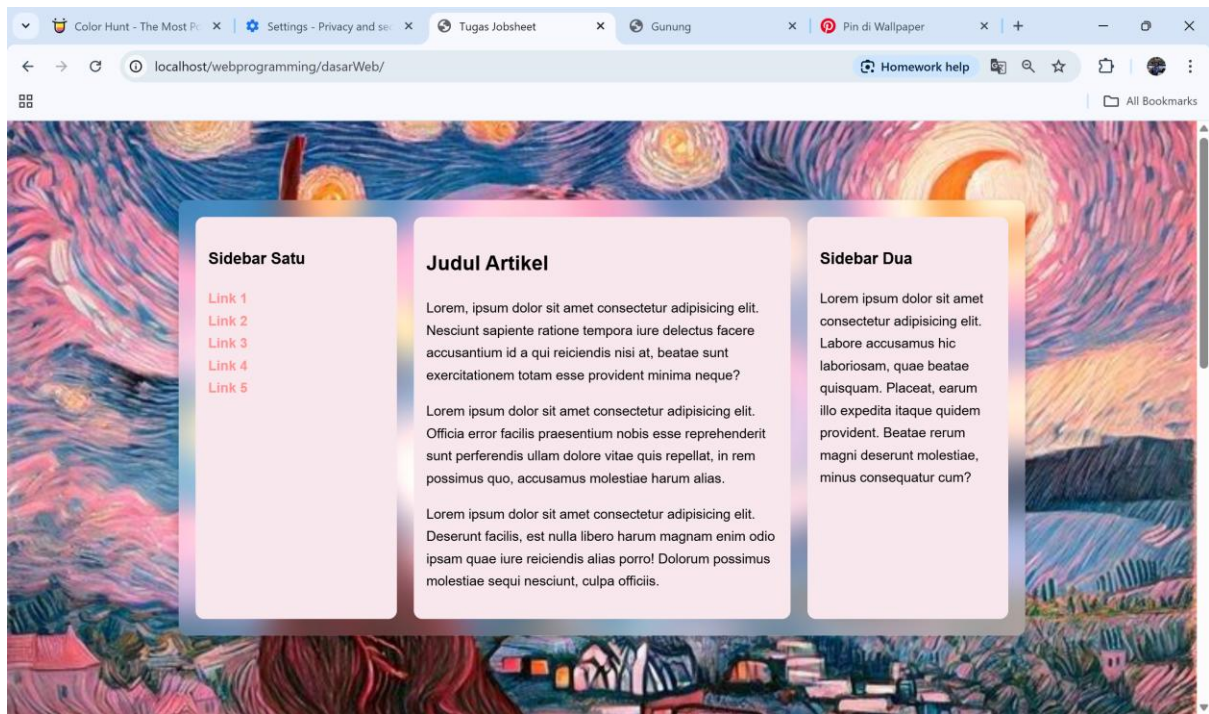 Color Hunt - The Most Po
Settings - Privacy and sec
Tugas Jobsheet
Gunung
Pin di Wallpaper
localhost/webprogramming/dasarWeb/
Homework help
All Bookmarks
Sidebar Satu
Link 1
Link 2
Link 3
Link 4
Link 5
Judul Artikel
Lorem, ipsum dolor sit amet consectetur adipisicing elit.
Nesciunt sapiente ratione tempora iure delectus facere
accusantium id a qui reiciendis nisi at, beatae sunt
exercitationem totam esse provident minima neque?
Lorem ipsum dolor sit amet consectetur adipisicing elit.
Officia error facilis praesentium nobis esse reprehenderit
sunt perferendis ullam dolore vitae quis repellat, in rem
possimus quo, accusamus molestiae harum alias.
Lorem ipsum dolor sit amet consectetur adipisicing elit.
Deserunt facilis, est nulla libero harum magnam enim odio
ipsam quae iure reiciendis alias porro! Dolorum possimus
molestiae sequi nesciunt, culpa officiis.
Sidebar Dua
Lorem ipsum dolor sit amet
consectetur adipisicing elit.
Labore accusamus hic
laboriosam, quae beatae
quisquam. Placeat, earum
illo expedita itaque quidem
provident. Beatae rerum
magni deserunt molestiae,
minus consequatur cum?